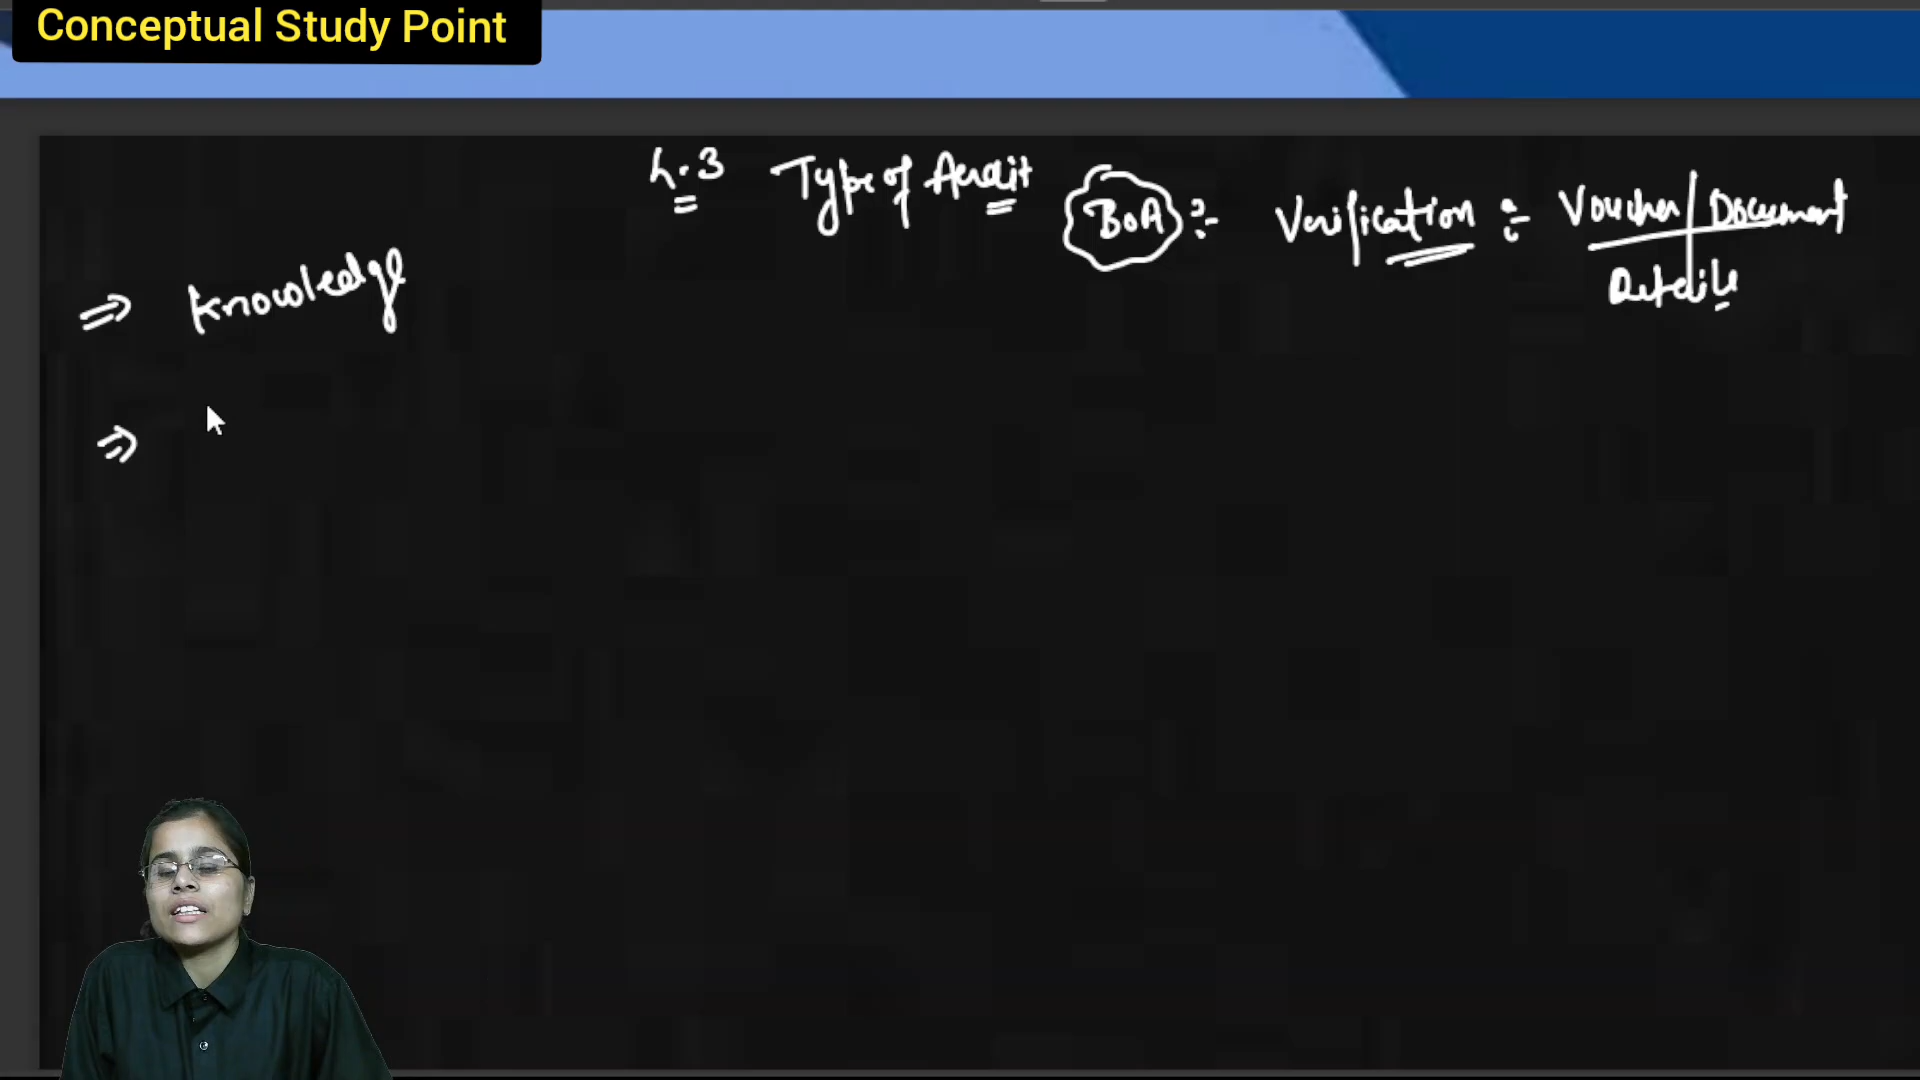 Conceptual Study Point
h.3 Type of Audit
BOA :- Verification :- Voucher / Document
Details
⇒ Knowledge
⇒